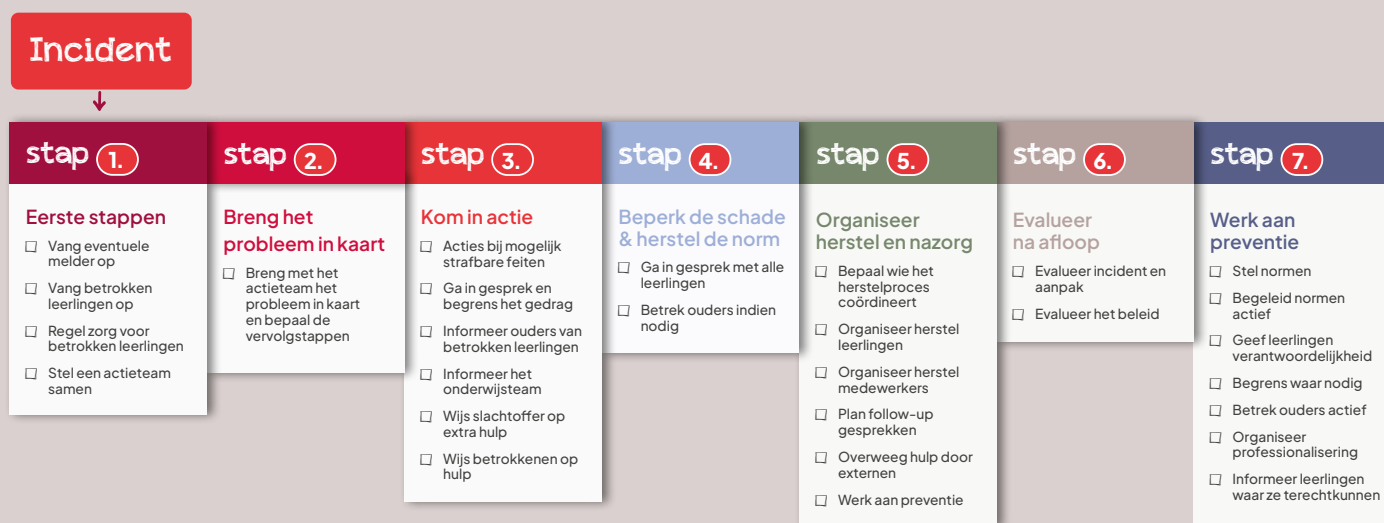 Incident
stap 1.
Eerste stappen
Vang eventuele
melder op
Vang betrokken
leerlingen op
Regel zorg voor
betrokken leerlingen
Stel een actieteam
samen
stap 2.
Breng het
probleem in kaart
Breng met het
actieteam het
probleem in kaart
en bepaal de
vervolgstappen
stap 3.
Kom in actie
Acties bij mogelijk
strafbare feiten
Ga in gesprek en
begrens het gedrag
Informeer ouders van
betrokken leerlingen
Informeer het
onderwijsteam
Wijs slachtoffer op
extra hulp
Wijs betrokkenen op
hulp
stap 4.
Beperk de schade
& herstel de norm
Ga in gesprek met alle
leerlingen
Betrek ouders indien
nodig
stap 5.
Organiseer
herstel en nazorg
Bepaal wie het
herstelproces
coördineert
Organiseer herstel
leerlingen
Organiseer herstel
medewerkers
Plan follow-up
gesprekken
Overweeg hulp door
externen
Werk aan preventie
stap 6.
Evalueer
na afloop
Evalueer incident en
aanpak
Evalueer het beleid
stap 7.
Werk aan
preventie
Stel normen
Begeleid normen
actief
Geef leerlingen
verantwoordelijkheid
Begrens waar nodig
Betrek ouders actief
Organiseer
professionalisering
Informeer leerlingen
waar ze terechtkunnen